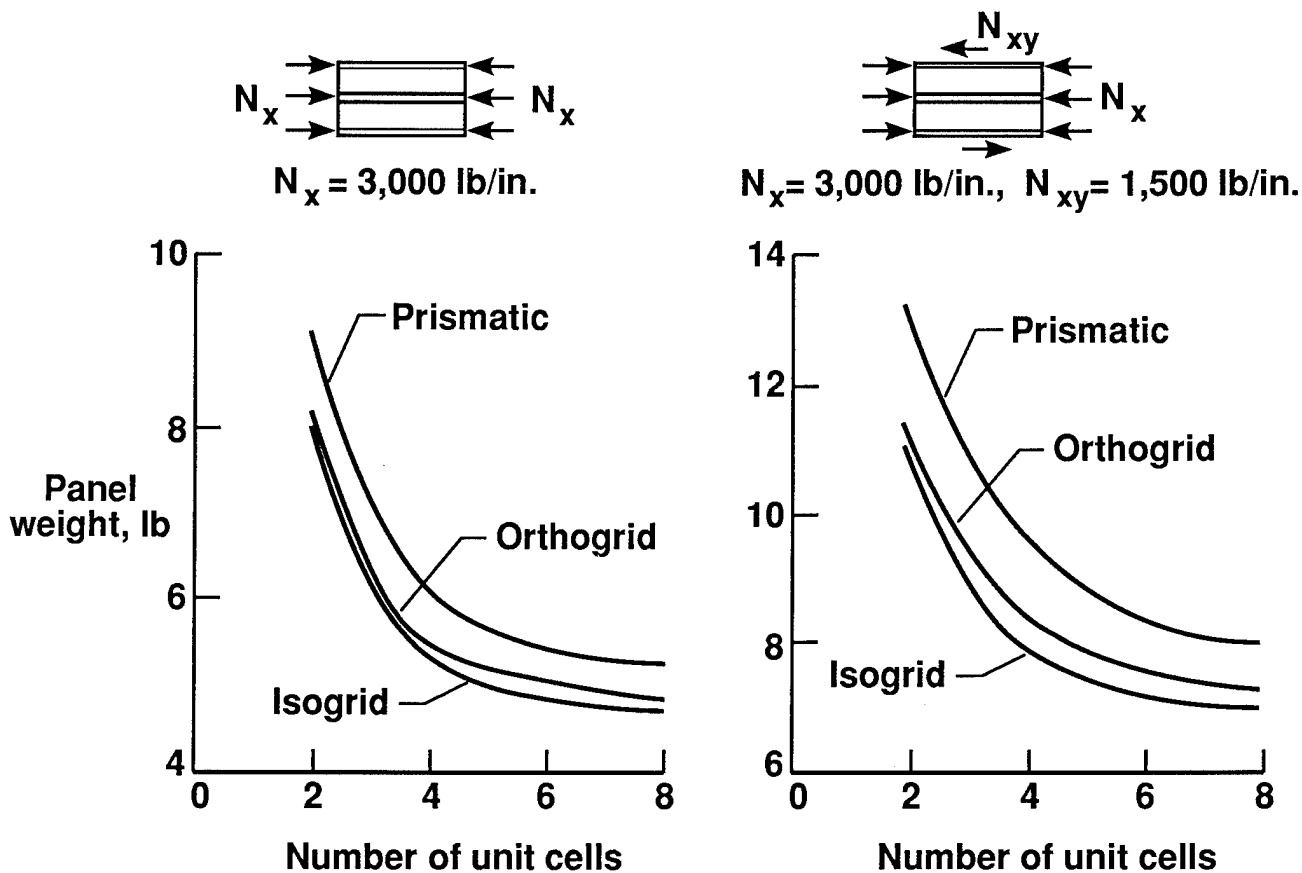 N_x N_x
N_x = 3,000 lb/in.
10
8
6
4
Panel
weight, lb
Prismatic
Orthogrid
Isogrid
0 2 4 6 8
Number of unit cells
N_xy
N_x
N_x= 3,000 lb/in., N_xy= 1,500 lb/in.
14
12
10
8
6
Prismatic
Orthogrid
Isogrid
0 2 4 6 8
Number of unit cells